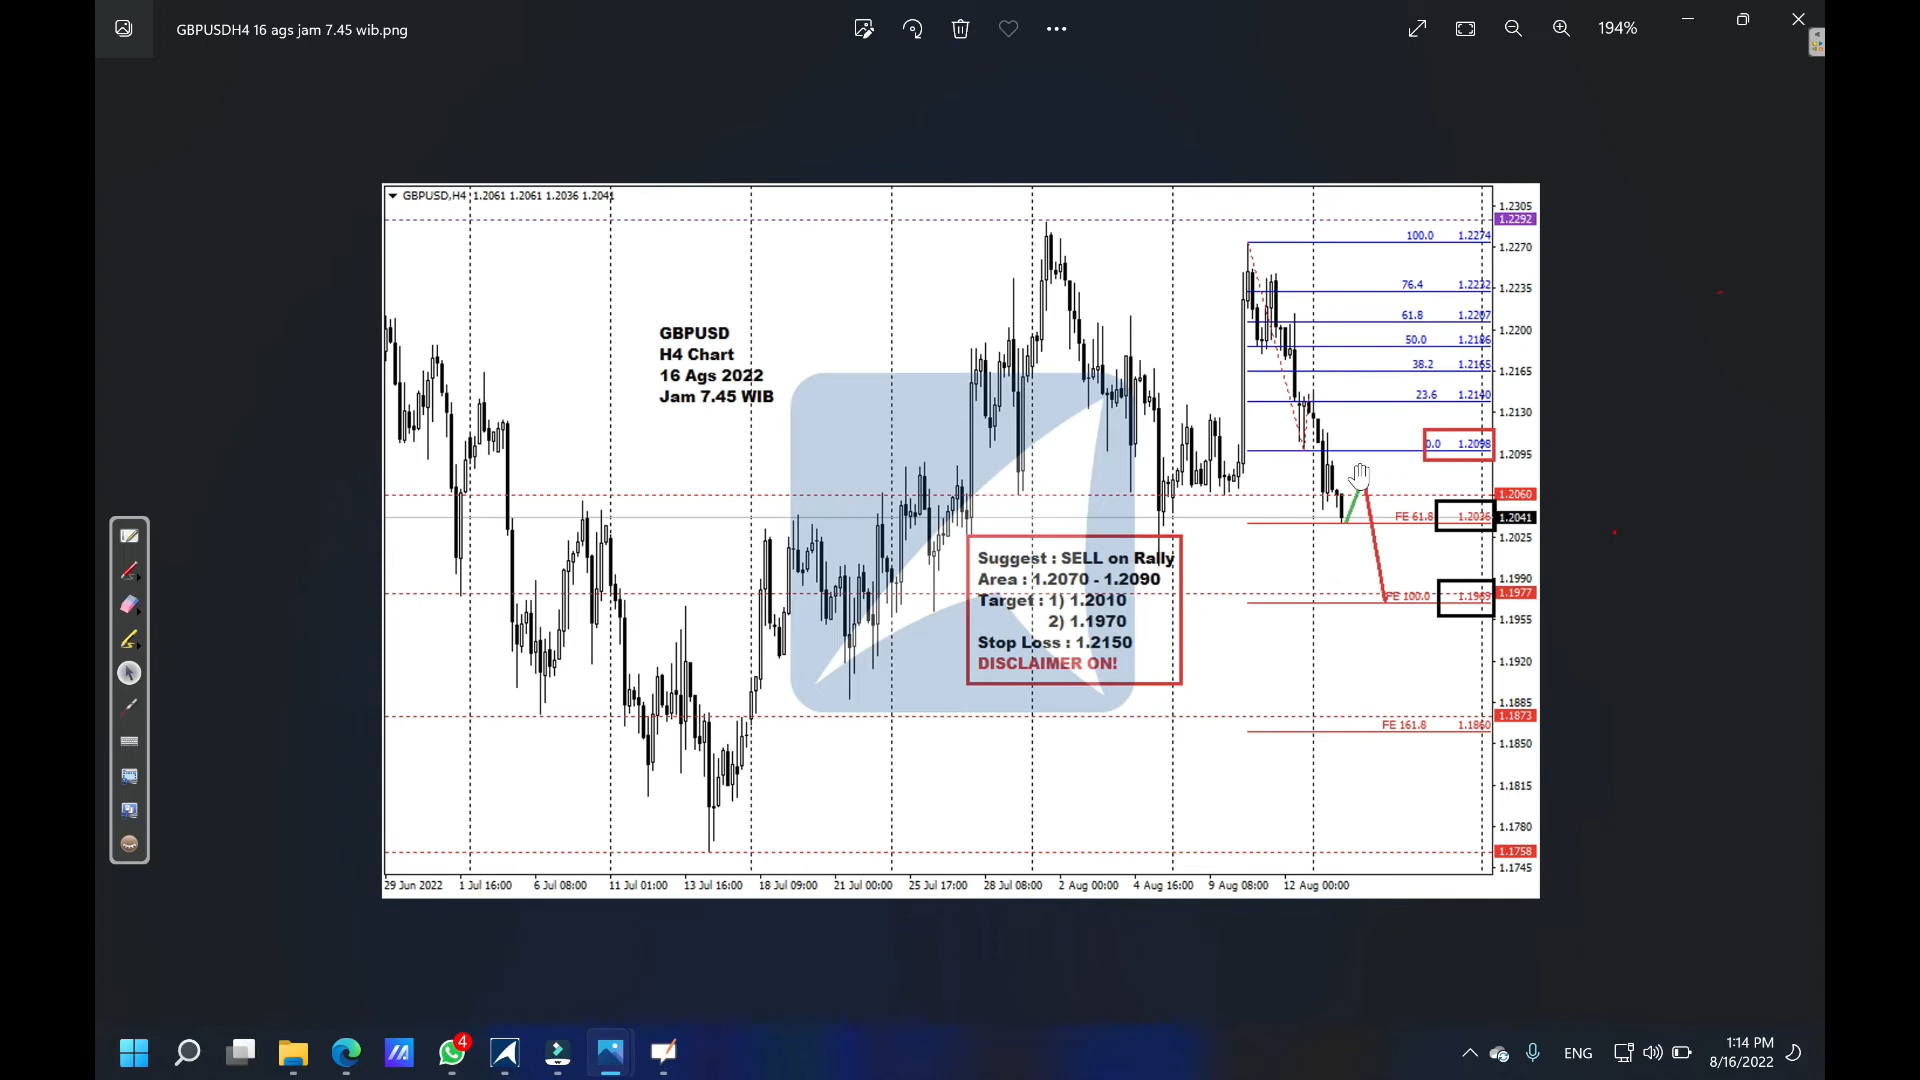 GBPUSDH4 16 ags jam 7.45 wib.png
194%
GBPUSD,H4 1.2061 1.2061 1.2036 1.2041
1.2305
1.2292
100.0 1.2274
1.2270
76.4 1.2232
1.2235
61.8 1.2207
1.2200
50.0 1.2186
38.2 1.2165
1.2165
23.6 1.2140
1.2130
0.0 1.2098
1.2095
1.2060
FE 61.8 1.2036
1.2041
1.2025
1.1990
1.1977
FE 100.0 1.1969
1.1955
1.1920
1.1885
1.1873
FE 161.8 1.1860
1.1850
1.1815
1.1780
1.1758
1.1745
GBPUSD
H4 Chart
16 Ags 2022
Jam 7.45 WIB
Suggest : SELL on Rally
Area : 1.2070 - 1.2090
Target : 1) 1.2010
2) 1.1970
Stop Loss : 1.2150
DISCLAIMER ON!
29 Jun 2022 1 Jul 16:00 6 Jul 08:00 11 Jul 01:00 13 Jul 16:00 18 Jul 09:00 21 Jul 00:00 25 Jul 17:00 28 Jul 08:00 2 Aug 00:00 4 Aug 16:00 9 Aug 08:00 12 Aug 00:00
4
ENG
1:14 PM
8/16/2022